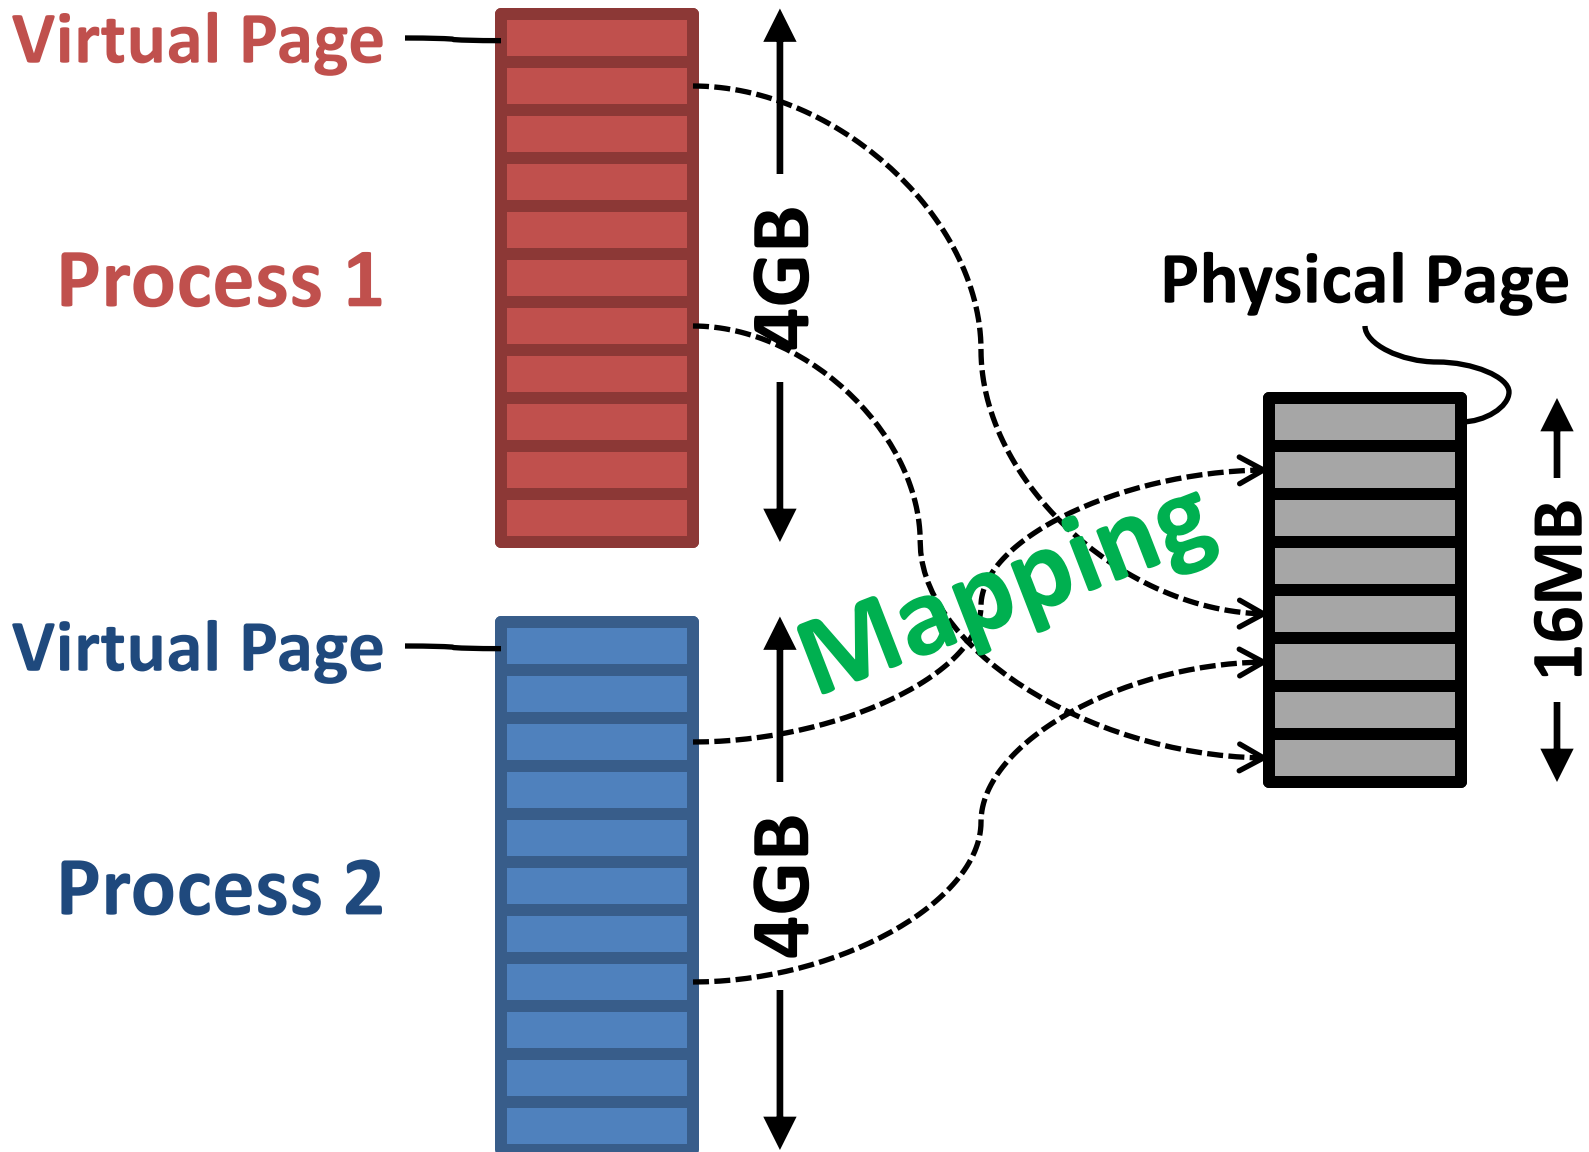 Virtual Page
Process 1
4GB
Physical Page
16MB
Mapping
Virtual Page
Process 2
4GB